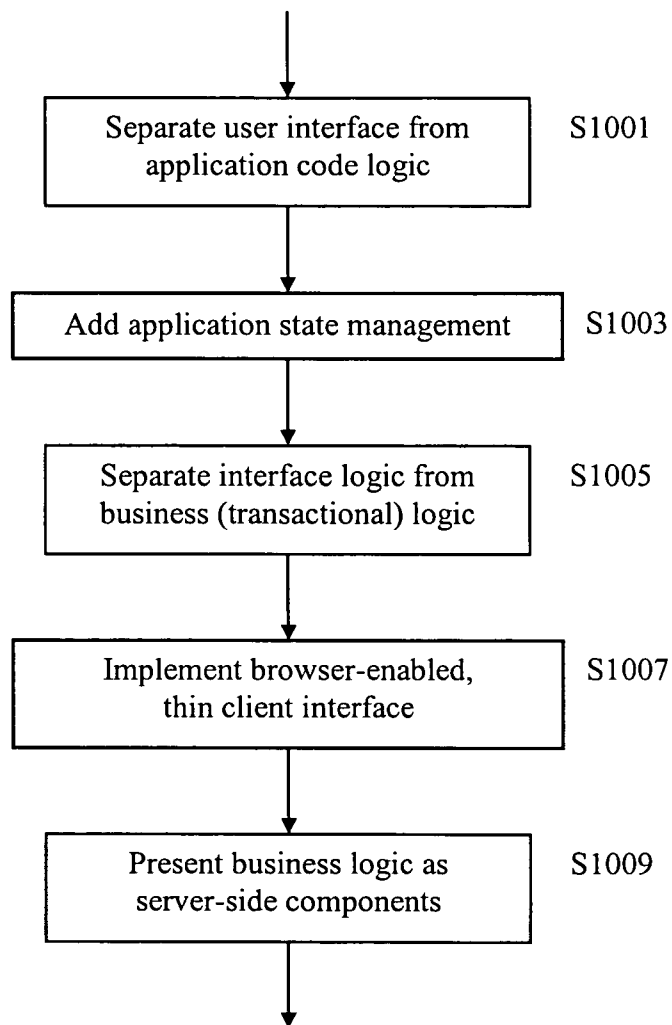 Separate user interface from S1001
application code logic
Add application state management S1003
Separate interface logic from S1005
business (transactional) logic
Implement browser-enabled, S1007
thin client interface
Present business logic as S1009
server-side components